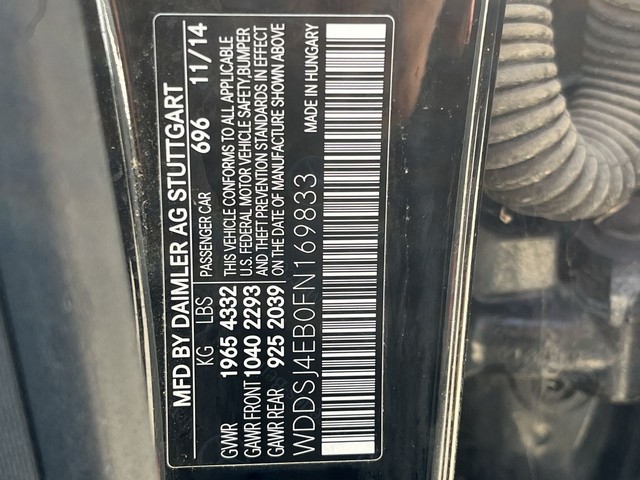 MFD BY DAIMLER AG STUTTGART
KG LBS PASSENGER CAR 696 11/14
GVWR 1965 4332 THIS VEHICLE CONFORMS TO ALL APPLICABLE
GAWR FRONT 1040 2293 U.S. FEDERAL MOTOR VEHICLE SAFETY,BUMPER
GAWR REAR 925 2039 AND THEFT PREVENTION STANDARDS IN EFFECT
ON THE DATE OF MANUFACTURE SHOWN ABOVE
WDDSJ4EB0FN169833 MADE IN HUNGARY